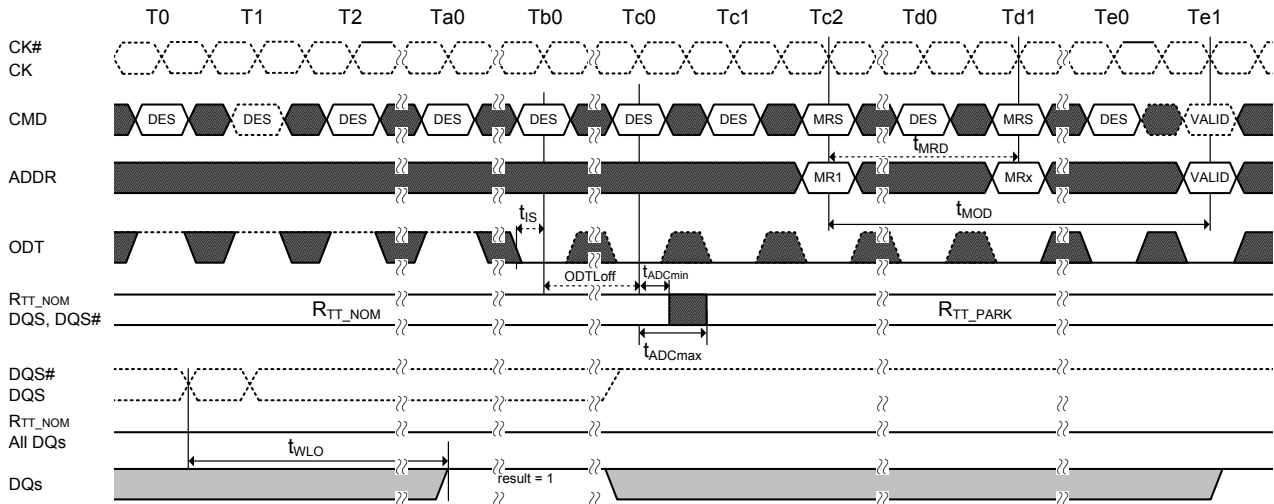 T0 T1 T2 Ta0 Tb0 Tc0 Tc1 Tc2 Td0 Td1 Te0 Te1
CK#
CK
CMD DES DES DES DES DES DES DES MRS DES MRS DES VALID
tMRD
ADDR MR1 MRx VALID
tIS tMOD
ODT
ODTLoff tADCmin
RTT_NOM
DQS, DQS# RTT_NOM RTT_PARK
tADCmax
DQS#
DQS
RTT_NOM
All DQs
tWLO
DQs result = 1